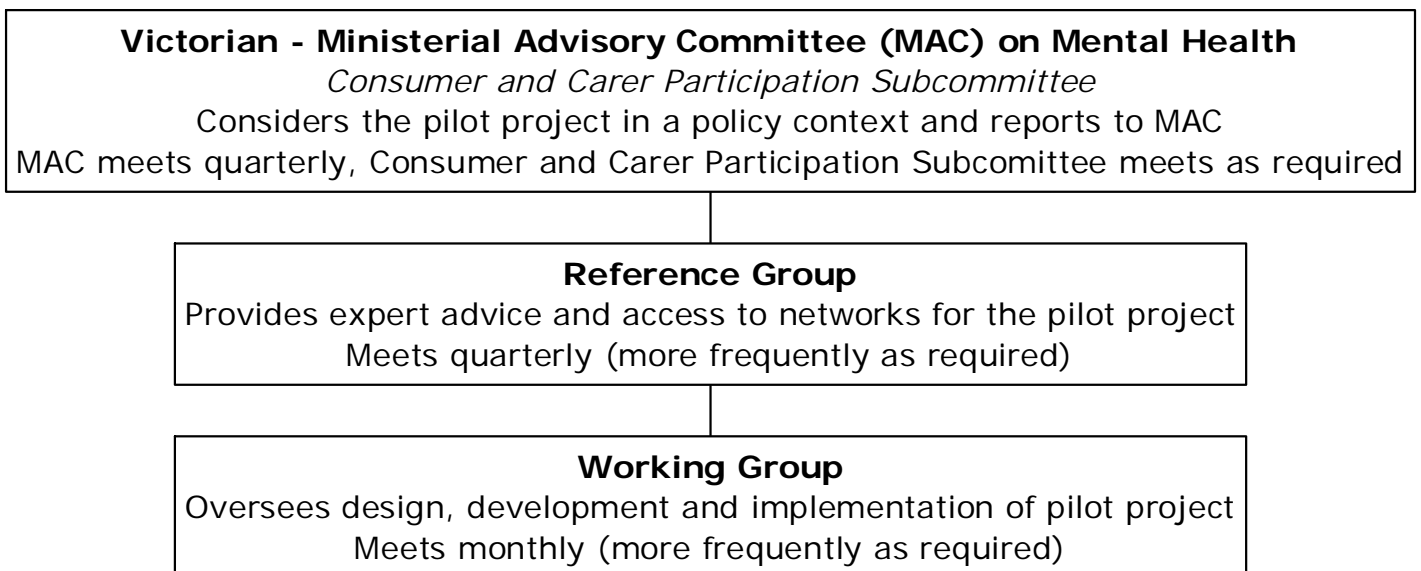 Victorian - Ministerial Advisory Committee (MAC) on Mental Health
Consumer and Carer Participation Subcommittee
Considers the pilot project in a policy context and reports to MAC
MAC meets quarterly, Consumer and Carer Participation Subcomittee meets as required
Reference Group
Provides expert advice and access to networks for the pilot project
Meets quarterly (more frequently as required)
Working Group
Oversees design, development and implementation of pilot project
Meets monthly (more frequently as required)